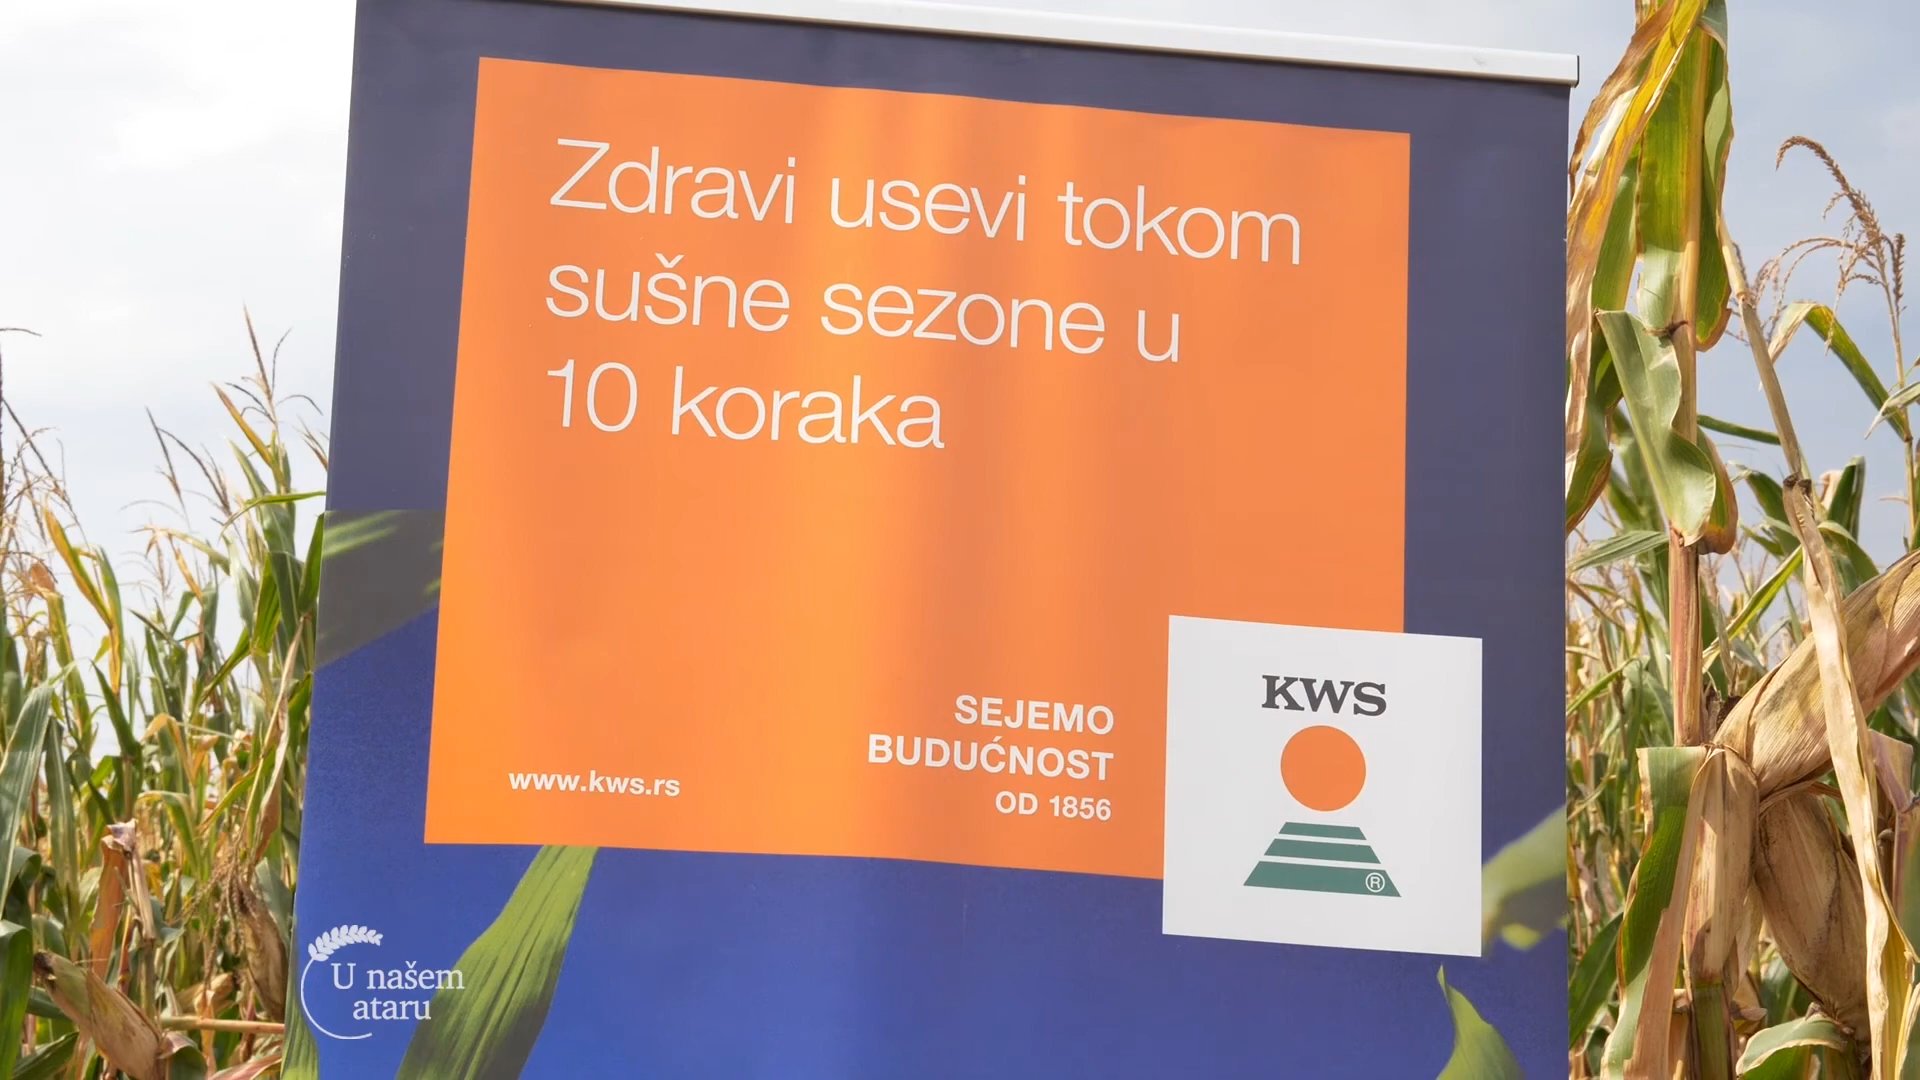 Zdravi usevi tokom
sušne sezone u
10 koraka
SEJEMO
BUDUĆNOST
OD 1856
www.kws.rs
KWS
®
U našem
ataru